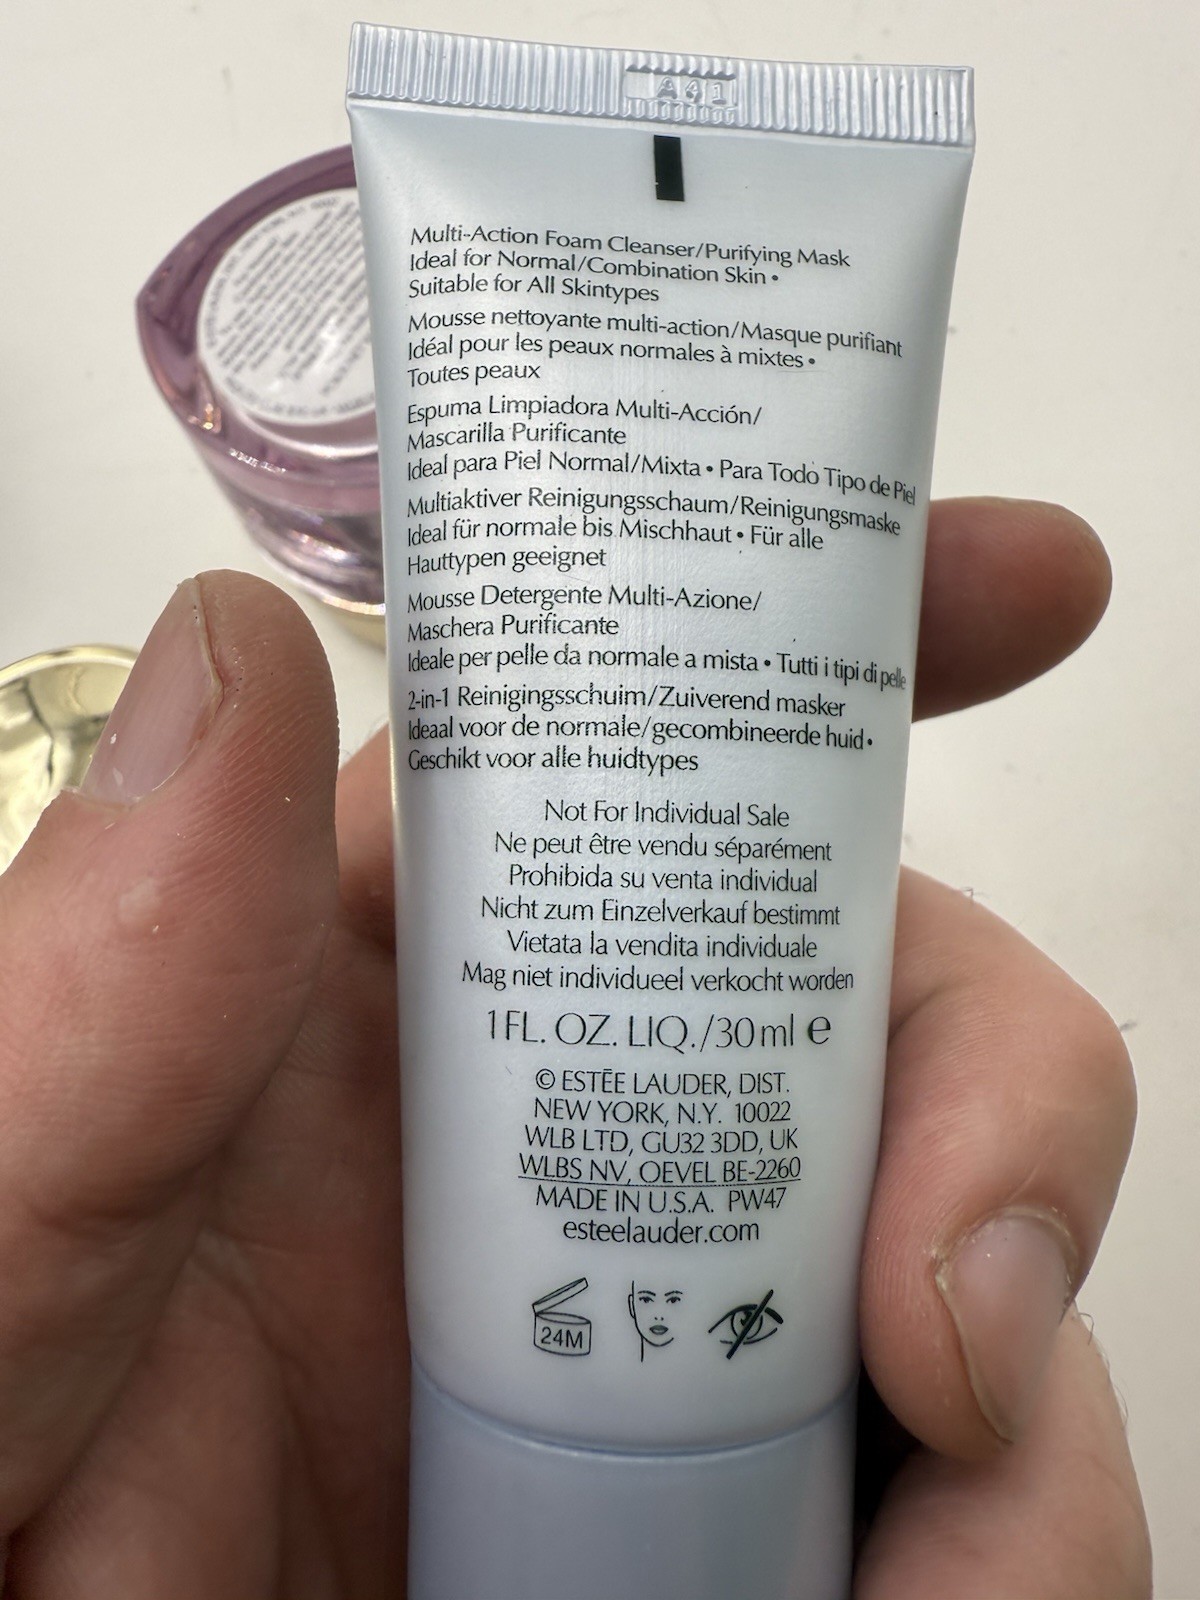 A41
Multi-Action Foam Cleanser/Purifying Mask
Ideal for Normal/Combination Skin •
Suitable for All Skintypes
Mousse nettoyante multi-action/Masque purifiant
Idéal pour les peaux normales à mixtes •
Toutes peaux
Espuma Limpiadora Multi-Acción/
Mascarilla Purificante
Ideal para Piel Normal/Mixta • Para Todo Tipo de Piel
Multiaktiver Reinigungsschaum/Reinigungsmaske
Ideal für normale bis Mischhaut • Für alle
Hauttypen geeignet
Mousse Detergente Multi-Azione/
Maschera Purificante
Ideale per pelle da normale a mista • Tutti i tipi di pelle
2-in-1 Reinigingsschuim/Zuiverend masker
Ideaal voor de normale/gecombineerde huid •
Geschikt voor alle huidtypes
Not For Individual Sale
Ne peut être vendu séparément
Prohibida su venta individual
Nicht zum Einzelverkauf bestimmt
Vietata la vendita individuale
Mag niet individueel verkocht worden
1 FL. OZ. LIQ./30 ml ℮
© ESTĒE LAUDER, DIST.
NEW YORK, N.Y. 10022
WLB LTD, GU32 3DD, UK
WLBS NV, OEVEL BE-2260
MADE IN U.S.A. PW47
esteelauder.com
24M